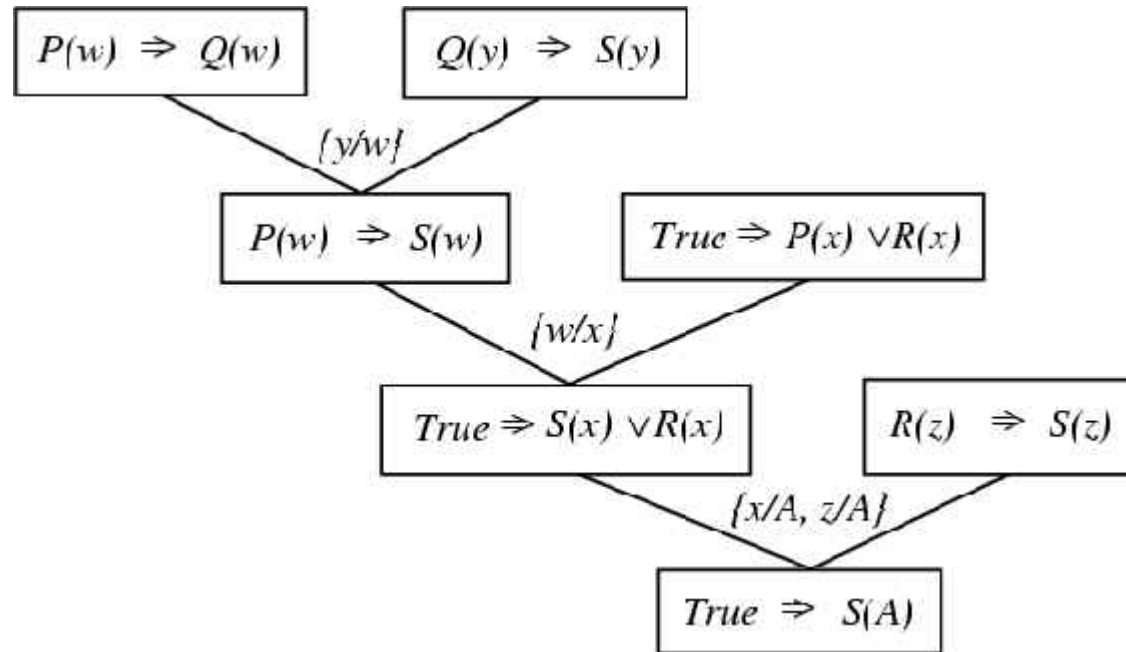 P(w) ⇒ Q(w)
Q(y) ⇒ S(y)
{y/w}
P(w) ⇒ S(w)
True ⇒ P(x) ∨R(x)
{w/x}
True ⇒ S(x) ∨R(x)
R(z) ⇒ S(z)
{x/A, z/A}
True ⇒ S(A)